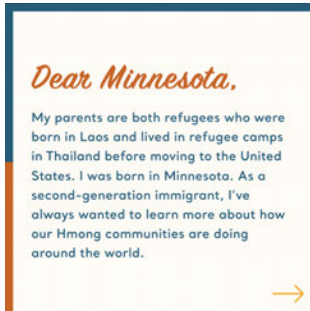 Dear Minnesota,
My parents are both refugees who were
born in Laos and lived in refugee camps
in Thailand before moving to the United
States. I was born in Minnesota. As a
second-generation immigrant, I've
always wanted to learn more about how
our Hmong communities are doing
around the world.